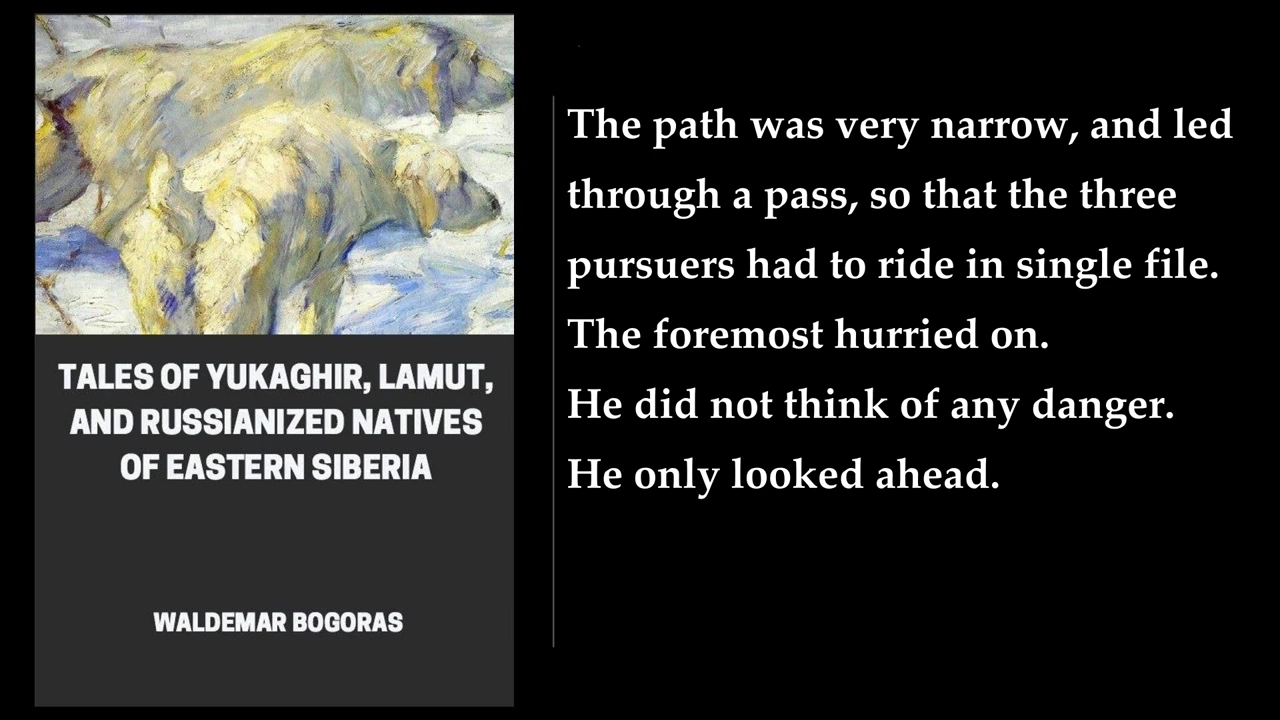 TALES OF YUKAGHIR, LAMUT,
AND RUSSIANIZED NATIVES
OF EASTERN SIBERIA
WALDEMAR BOGORAS
The path was very narrow, and led
through a pass, so that the three
pursuers had to ride in single file.
The foremost hurried on.
He did not think of any danger.
He only looked ahead.